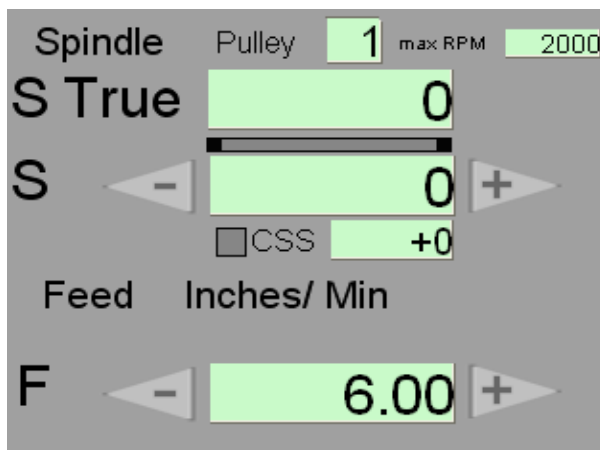 Spindle Pulley 1 max RPM 2000
S True 0
S - 0 +
CSS +0
Feed Inches/ Min
F - 6.00 +